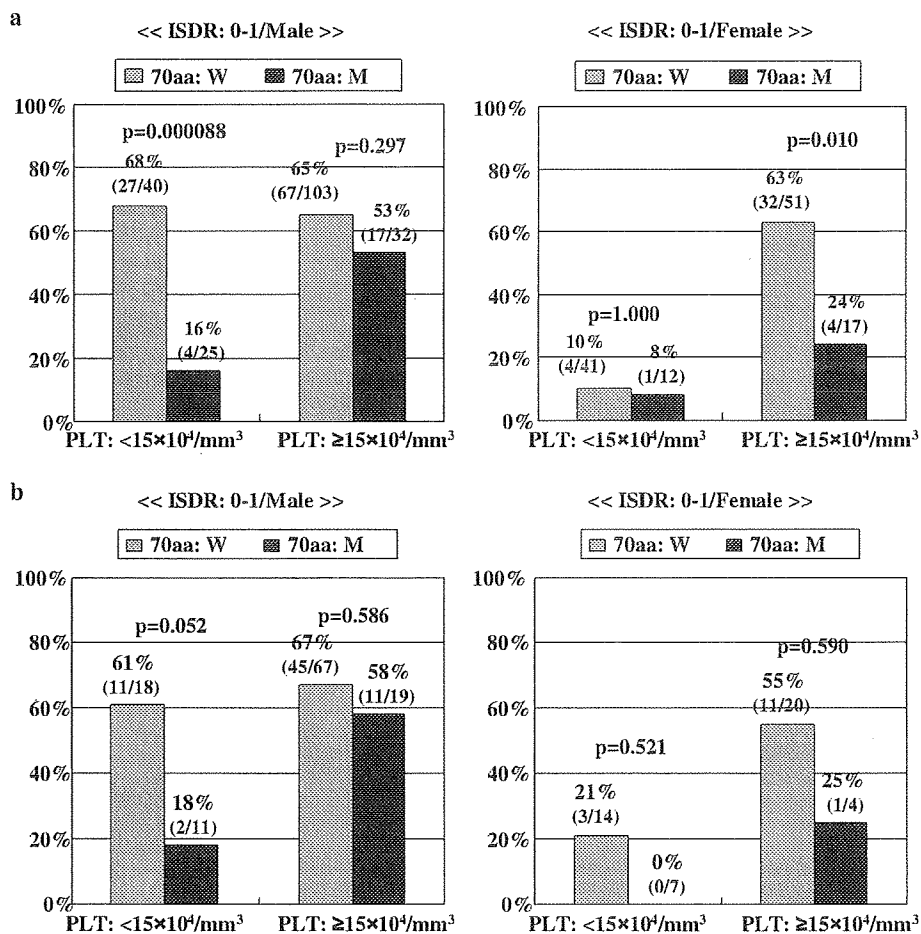 a
<< ISDR: 0-1/Male >>
70aa: W 70aa: M
100%
80%
60%
40%
20%
0%
p=0.000088
68%
(27/40)
16%
(4/25)
p=0.297
65%
(67/103)
53%
(17/32)
PLT: <15×10⁴/mm³ PLT: ≥15×10⁴/mm³
<< ISDR: 0-1/Female >>
70aa: W 70aa: M
100%
80%
60%
40%
20%
0%
p=1.000
10%
(4/41)
8%
(1/12)
p=0.010
63%
(32/51)
24%
(4/17)
PLT: <15×10⁴/mm³ PLT: ≥15×10⁴/mm³
b
<< ISDR: 0-1/Male >>
70aa: W 70aa: M
100%
80%
60%
40%
20%
0%
p=0.052
61%
(11/18)
18%
(2/11)
p=0.586
67%
(45/67)
58%
(11/19)
PLT: <15×10⁴/mm³ PLT: ≥15×10⁴/mm³
<< ISDR: 0-1/Female >>
70aa: W 70aa: M
100%
80%
60%
40%
20%
0%
p=0.521
21%
(3/14)
0%
(0/7)
p=0.590
55%
(11/20)
25%
(1/4)
PLT: <15×10⁴/mm³ PLT: ≥15×10⁴/mm³